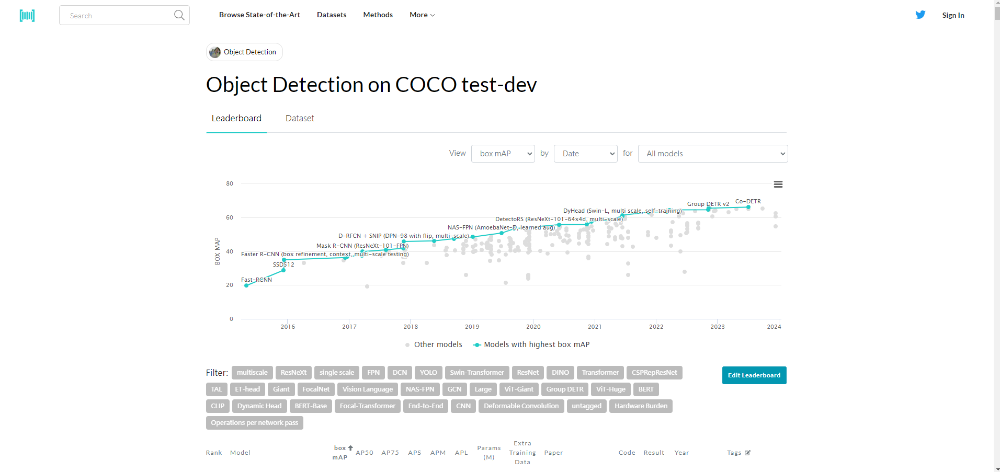 Search
Browse State-of-the-Art Datasets Methods More
Sign In
Object Detection
Object Detection on COCO test-dev
Leaderboard Dataset
View box mAP by Date for All models
BOX MAP
80
60
40
20
0
Co-DETR
Group DETR v2
DyHead (Swin-L, multi scale, self-training)
DetectoRS (ResNeXt-101-64x4d, multi-scale)
NAS-FPN (AmoebaNet-D, learned aug)
D-RFCN + SNIP (DPN-98 with flip, multi-scale)
Mask R-CNN (ResNeXt-101-FPN)
Faster R-CNN (box refinement, context, multi-scale testing)
SSD512
Fast-RCNN
2016 2017 2018 2019 2020 2021 2022 2023 2024
Other models Models with highest box mAP
Filter: multiscale ResNeXt single scale FPN DCN YOLO Swin-Transformer ResNet DINO Transformer CSPRepResNet
Edit Leaderboard
TAL ET-head Giant FocalNet Vision Language NAS-FPN GCN Large ViT-Giant Group DETR ViT-Huge BERT
CLIP Dynamic Head BERT-Base Focal-Transformer End-to-End CNN Deformable Convolution untagged Hardware Burden
Operations per network pass
Rank Model box mAP AP50 AP75 APS APM APL Params (M) Extra Training Data Paper Code Result Year Tags